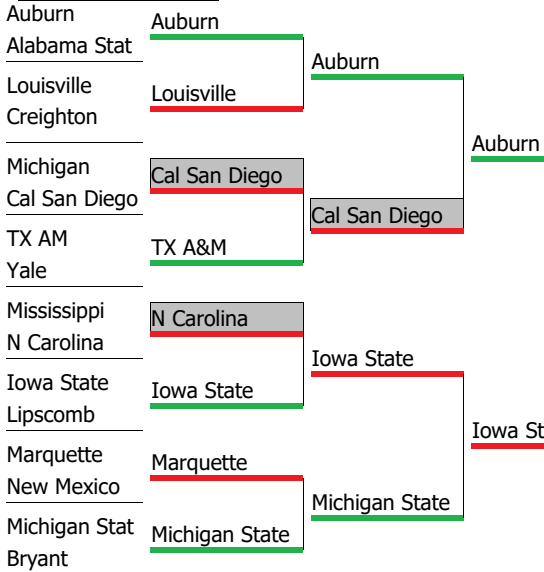 Auburn
Alabama Stat
Louisville
Creighton
Michigan
Cal San Diego
TX AM
Yale
Mississippi
N Carolina
Iowa State
Lipscomb
Marquette
New Mexico
Michigan Stat
Bryant
Auburn
Louisville
Cal San Diego
TX A&M
N Carolina
Iowa State
Marquette
Michigan State
Auburn
Cal San Diego
Iowa State
Michigan State
Auburn
Iowa St